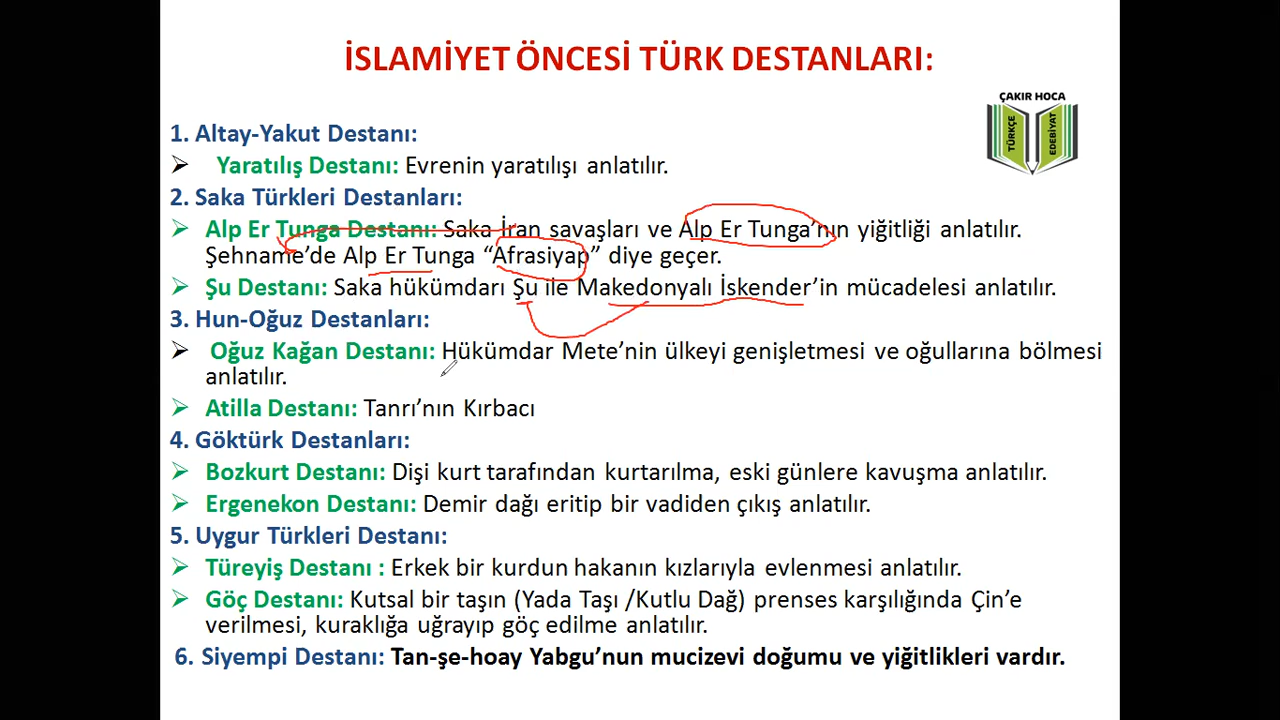 İSLAMİYET ÖNCESİ TÜRK DESTANLARI:
ÇAKIR HOCA
TÜRKÇE
EDEBİYAT
1. Altay-Yakut Destanı:
➢ Yaratılış Destanı: Evrenin yaratılışı anlatılır.
2. Saka Türkleri Destanları:
➢ Alp Er Tunga Destanı: Saka İran savaşları ve Alp Er Tunga’nın yiğitliği anlatılır.
Şehname’de Alp Er Tunga “Afrasiyap” diye geçer.
➢ Şu Destanı: Saka hükümdarı Şu ile Makedonyalı İskender’in mücadelesi anlatılır.
3. Hun-Oğuz Destanları:
➢ Oğuz Kağan Destanı: Hükümdar Mete’nin ülkeyi genişletmesi ve oğullarına bölmesi
anlatılır.
➢ Atilla Destanı: Tanrı’nın Kırbacı
4. Göktürk Destanları:
➢ Bozkurt Destanı: Dişi kurt tarafından kurtarılma, eski günlere kavuşma anlatılır.
➢ Ergenekon Destanı: Demir dağı eritip bir vadiden çıkış anlatılır.
5. Uygur Türkleri Destanı:
➢ Türeyiş Destanı : Erkek bir kurdun hakanın kızlarıyla evlenmesi anlatılır.
➢ Göç Destanı: Kutsal bir taşın (Yada Taşı /Kutlu Dağ) prenses karşılığında Çin’e
verilmesi, kuraklığa uğrayıp göç edilme anlatılır.
6. Siyempi Destanı: Tan-şe-hoay Yabgu’nun mucizevi doğumu ve yiğitlikleri vardır.